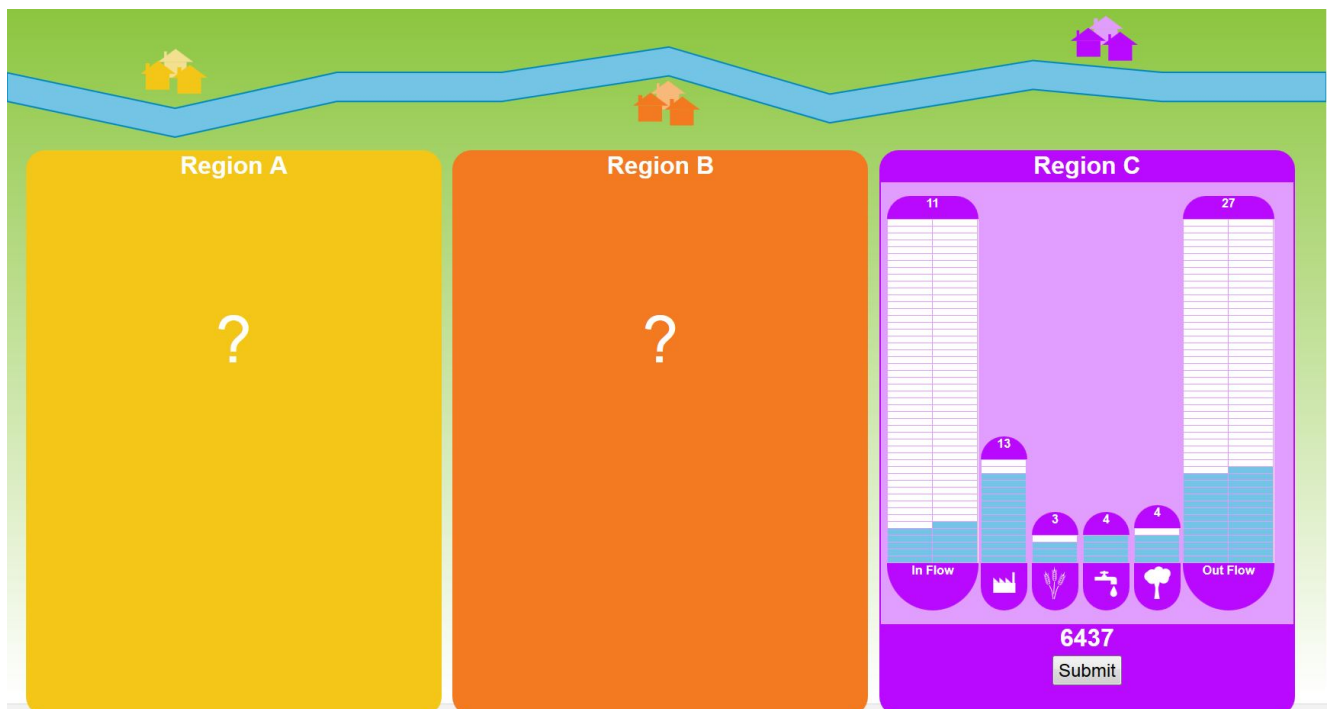 Region A
Region B
Region C
?
?
11
27
13
3
4
4
In Flow
Out Flow
6437
Submit